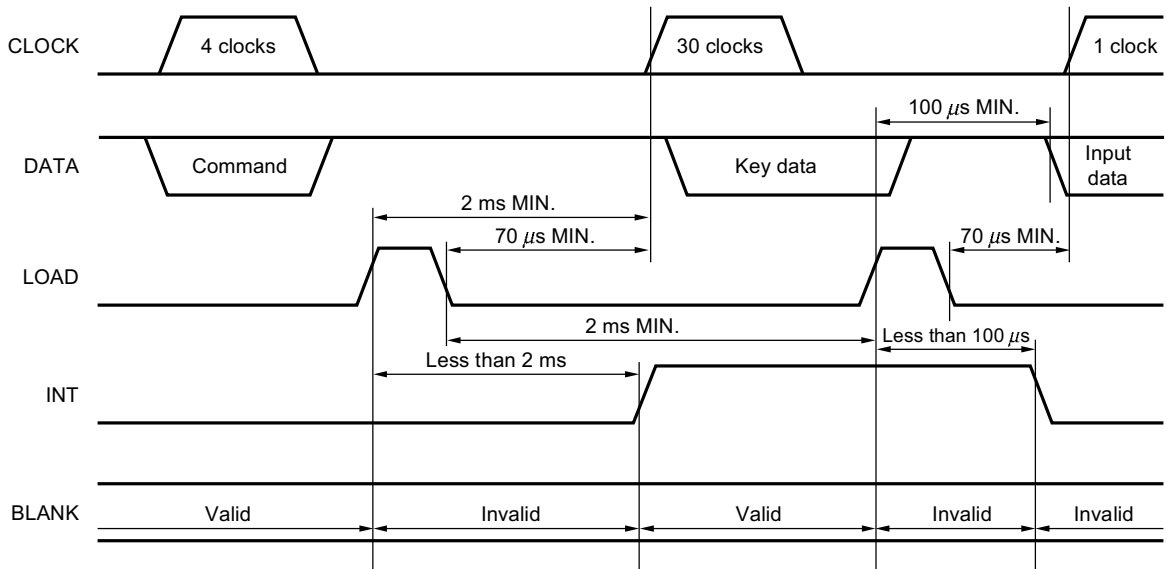 CLOCK
4 clocks
30 clocks
1 clock
100 μs MIN.
DATA
Command
Key data
Input
data
2 ms MIN.
70 μs MIN.
70 μs MIN.
LOAD
2 ms MIN.
Less than 100 μs
Less than 2 ms
INT
BLANK
Valid
Invalid
Valid
Invalid
Invalid